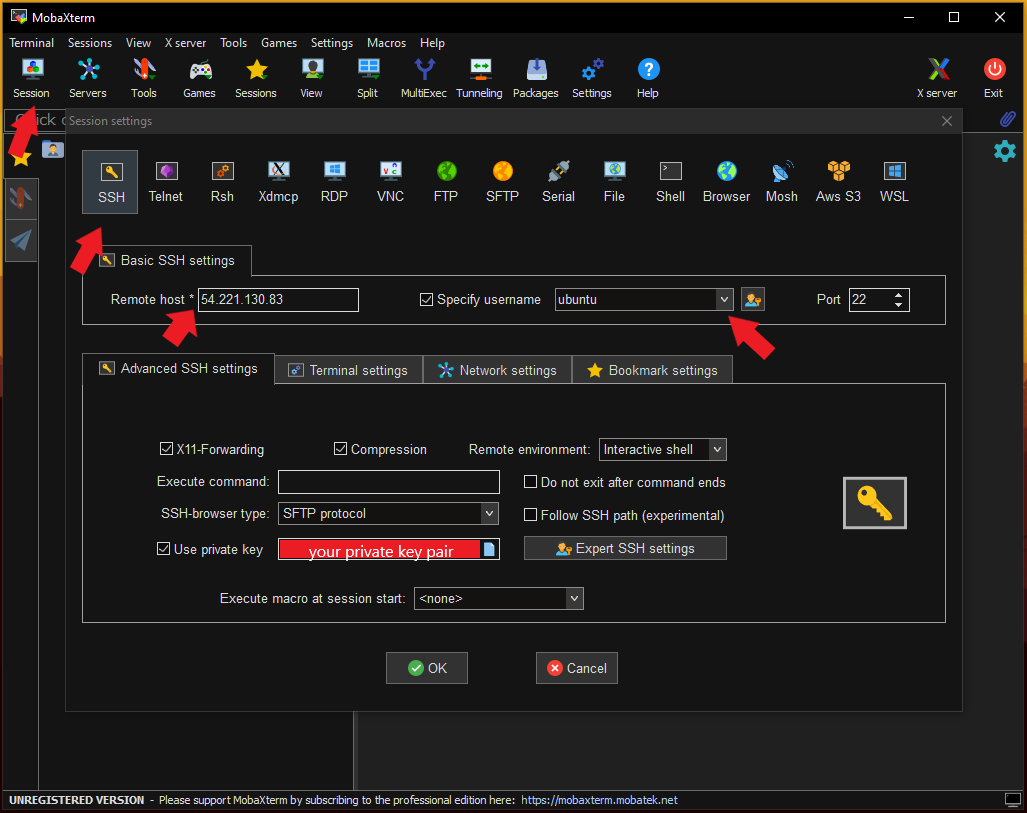 MobaXterm
Terminal Sessions View X server Tools Games Settings Macros Help
Session Servers Tools Games Sessions View Split MultiExec Tunneling Packages Settings Help X server Exit
Session settings
SSH Telnet Rsh Xdmcp RDP VNC FTP SFTP Serial File Shell Browser Mosh Aws S3 WSL
Basic SSH settings
Remote host * 54.221.130.83 Specify username ubuntu Port 22
Advanced SSH settings Terminal settings Network settings Bookmark settings
X11-Forwarding Compression Remote environment: Interactive shell
Execute command: Do not exit after command ends
SSH-browser type: SFTP protocol Follow SSH path (experimental)
Use private key your private key pair Expert SSH settings
Execute macro at session start: <none>
OK Cancel
UNREGISTERED VERSION - Please support MobaXterm by subscribing to the professional edition here: https://mobaxterm.mobatek.net